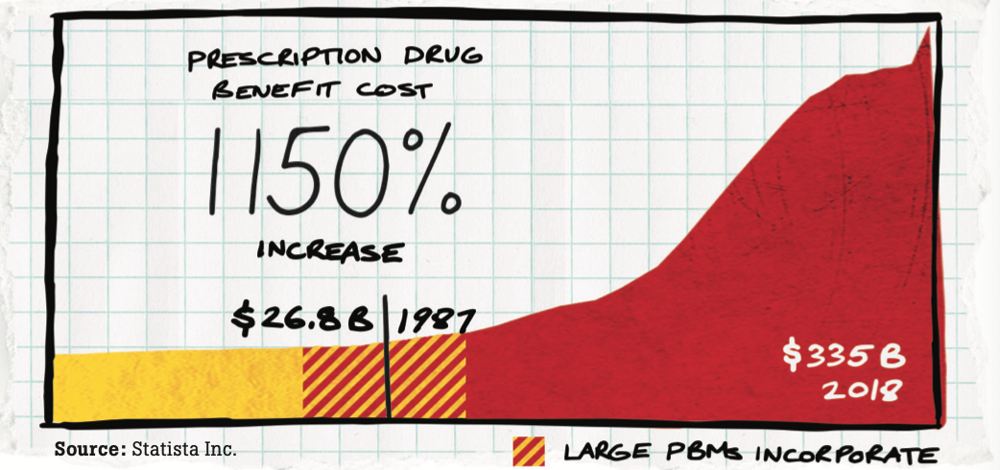 PRESCRIPTION DRUG
BENEFIT COST
1150%
INCREASE
$26.8B 1987
$335B
2018
Source: Statista Inc.
LARGE PBMs INCORPORATE